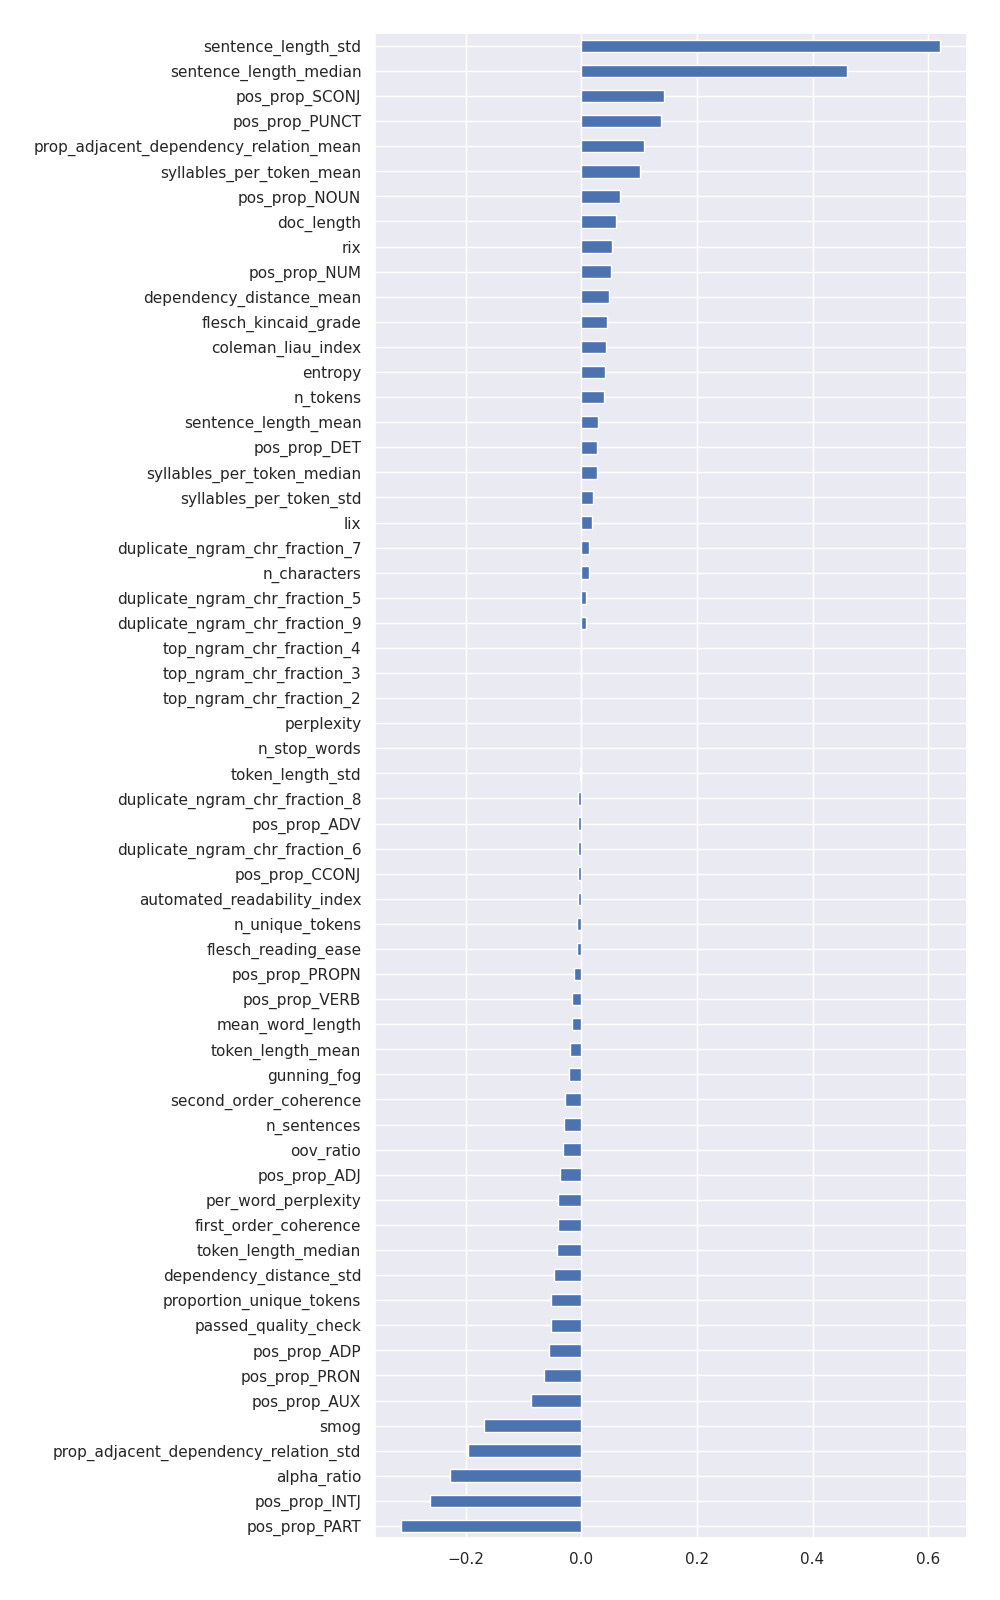 sentence_length_std
sentence_length_median
pos_prop_SCONJ
pos_prop_PUNCT
prop_adjacent_dependency_relation_mean
syllables_per_token_mean
pos_prop_NOUN
doc_length
rix
pos_prop_NUM
dependency_distance_mean
flesch_kincaid_grade
coleman_liau_index
entropy
n_tokens
sentence_length_mean
pos_prop_DET
syllables_per_token_median
syllables_per_token_std
lix
duplicate_ngram_chr_fraction_7
n_characters
duplicate_ngram_chr_fraction_5
duplicate_ngram_chr_fraction_9
top_ngram_chr_fraction_4
top_ngram_chr_fraction_3
top_ngram_chr_fraction_2
perplexity
n_stop_words
token_length_std
duplicate_ngram_chr_fraction_8
pos_prop_ADV
duplicate_ngram_chr_fraction_6
pos_prop_CCONJ
automated_readability_index
n_unique_tokens
flesch_reading_ease
pos_prop_PROPN
pos_prop_VERB
mean_word_length
token_length_mean
gunning_fog
second_order_coherence
n_sentences
oov_ratio
pos_prop_ADJ
per_word_perplexity
first_order_coherence
token_length_median
dependency_distance_std
proportion_unique_tokens
passed_quality_check
pos_prop_ADP
pos_prop_PRON
pos_prop_AUX
smog
prop_adjacent_dependency_relation_std
alpha_ratio
pos_prop_INTJ
pos_prop_PART
−0.2 0.0 0.2 0.4 0.6